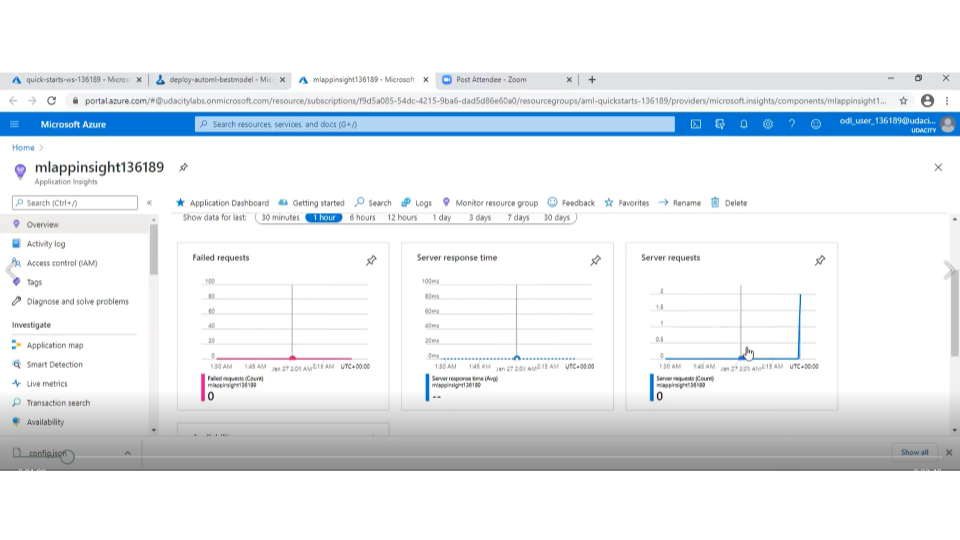 quick-starts-ws-136189 - Micros
deploy-automl-bestmodel - Mic
mlappinsight136189 - Microsoft
Post Attendee - Zoom
portal.azure.com/#@udacitylabs.onmicrosoft.com/resource/subscriptions/f9d5a085-54dc-4215-9ba6-dad5d86e60a0/resourcegroups/aml-quickstarts-136189/providers/microsoft.insights/components/mlappinsight1...
Microsoft Azure
Search resources, services, and docs (G+/)
odl_user_136189@udaci...
UDACITY
Home
mlappinsight136189
Application Insights
Search (Ctrl+/)
Application Dashboard Getting started Search Logs Monitor resource group Feedback Favorites Rename Delete
Show data for last: 30 minutes 1 hour 6 hours 12 hours 1 day 3 days 7 days 30 days
Overview
Activity log
Access control (IAM)
Tags
Diagnose and solve problems
Investigate
Application map
Smart Detection
Live metrics
Transaction search
Availability
Failed requests
100
80
60
40
20
0
1:30 AM 1:45 AM Jan 27 2:01 AM 2:15 AM UTC+00:00
Failed requests (Count)
mlappinsight136189
0
Server response time
100ms
80ms
60ms
40ms
20ms
0ms
1:30 AM 1:45 AM Jan 27 2:01 AM 2:15 AM UTC+00:00
Server response time (Avg)
mlappinsight136189
--
Server requests
2
1.5
1
0.5
0
1:30 AM 1:45 AM Jan 27 2:01 AM 2:15 AM UTC+00:00
Server requests (Count)
mlappinsight136189
0
config.json
Show all